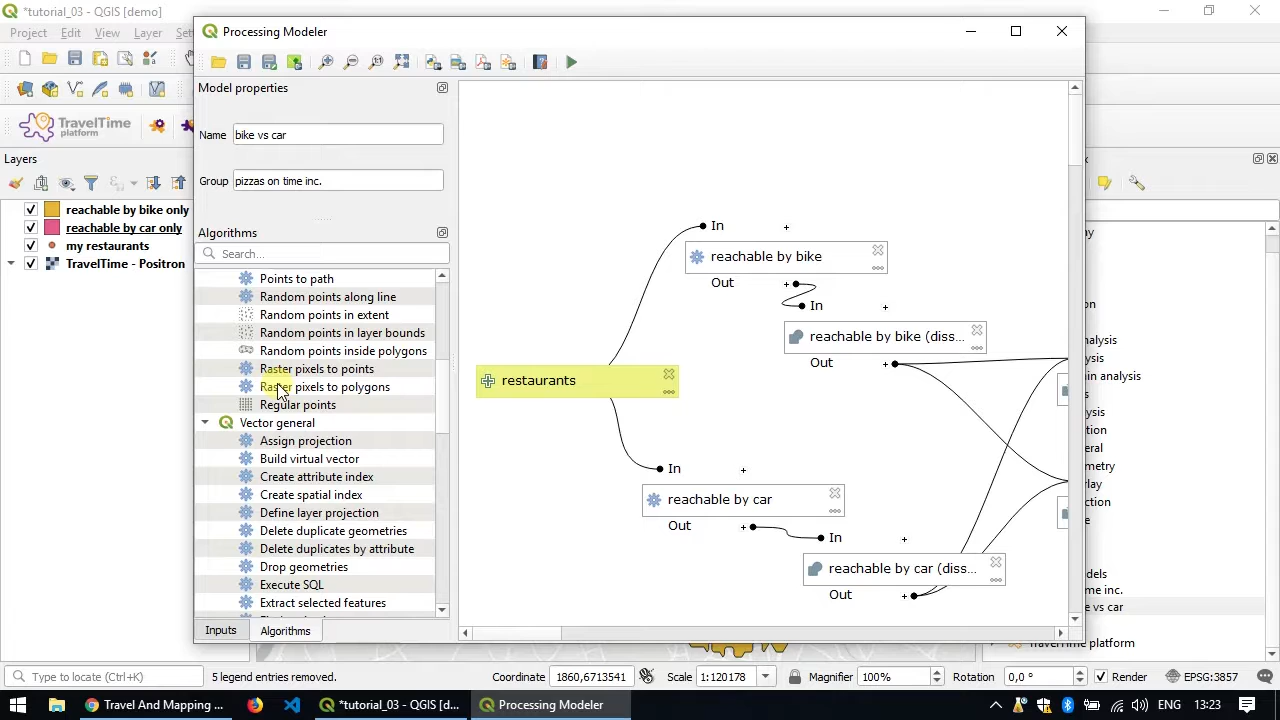 *tutorial_03 - QGIS [demo]
Project Edit View Layer
Processing Modeler
TravelTime
platform
Model properties
Name bike vs car
Group pizzas on time inc.
Layers
reachable by bike only
reachable by car only
my restaurants
TravelTime - Positron
Algorithms
Search...
Points to path
Random points along line
Random points in extent
Random points in layer bounds
Random points inside polygons
Raster pixels to points
Raster pixels to polygons
Regular points
Vector general
Assign projection
Build virtual vector
Create attribute index
Create spatial index
Define layer projection
Delete duplicate geometries
Delete duplicates by attribute
Drop geometries
Execute SQL
Extract selected features
Inputs Algorithms
In
reachable by bike
Out
In
reachable by bike (diss...
Out
restaurants
In
reachable by car
Out
In
reachable by car (diss...
Out
Type to locate (Ctrl+K) 5 legend entries removed. Coordinate 1860,6713541 Scale 1:120178 Magnifier 100% Rotation 0,0 ° Render EPSG:3857
Travel And Mapping ... *tutorial_03 - QGIS [d... Processing Modeler 13:23